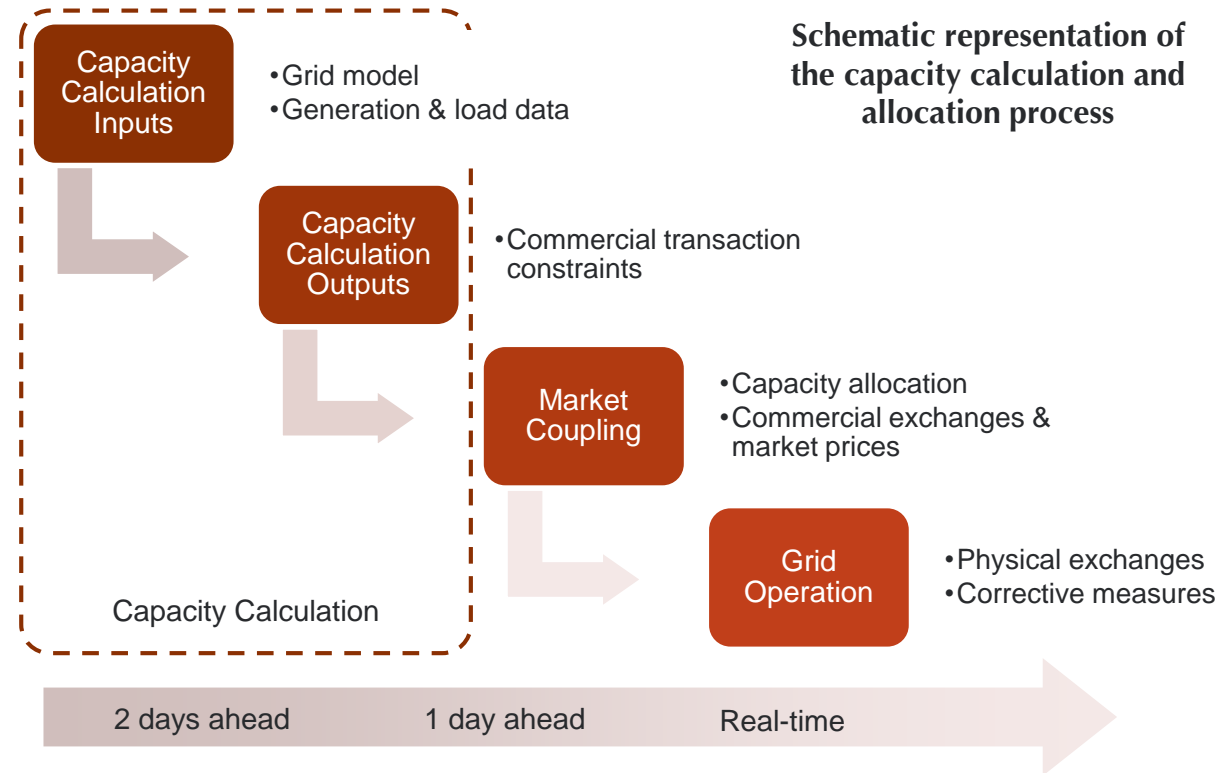 Schematic representation of
the capacity calculation and
allocation process
Capacity
Calculation
Inputs
•Grid model
•Generation & load data
Capacity
Calculation
Outputs
•Commercial transaction
constraints
Market
Coupling
•Capacity allocation
•Commercial exchanges &
market prices
Grid
Operation
•Physical exchanges
•Corrective measures
Capacity Calculation
2 days ahead
1 day ahead
Real-time